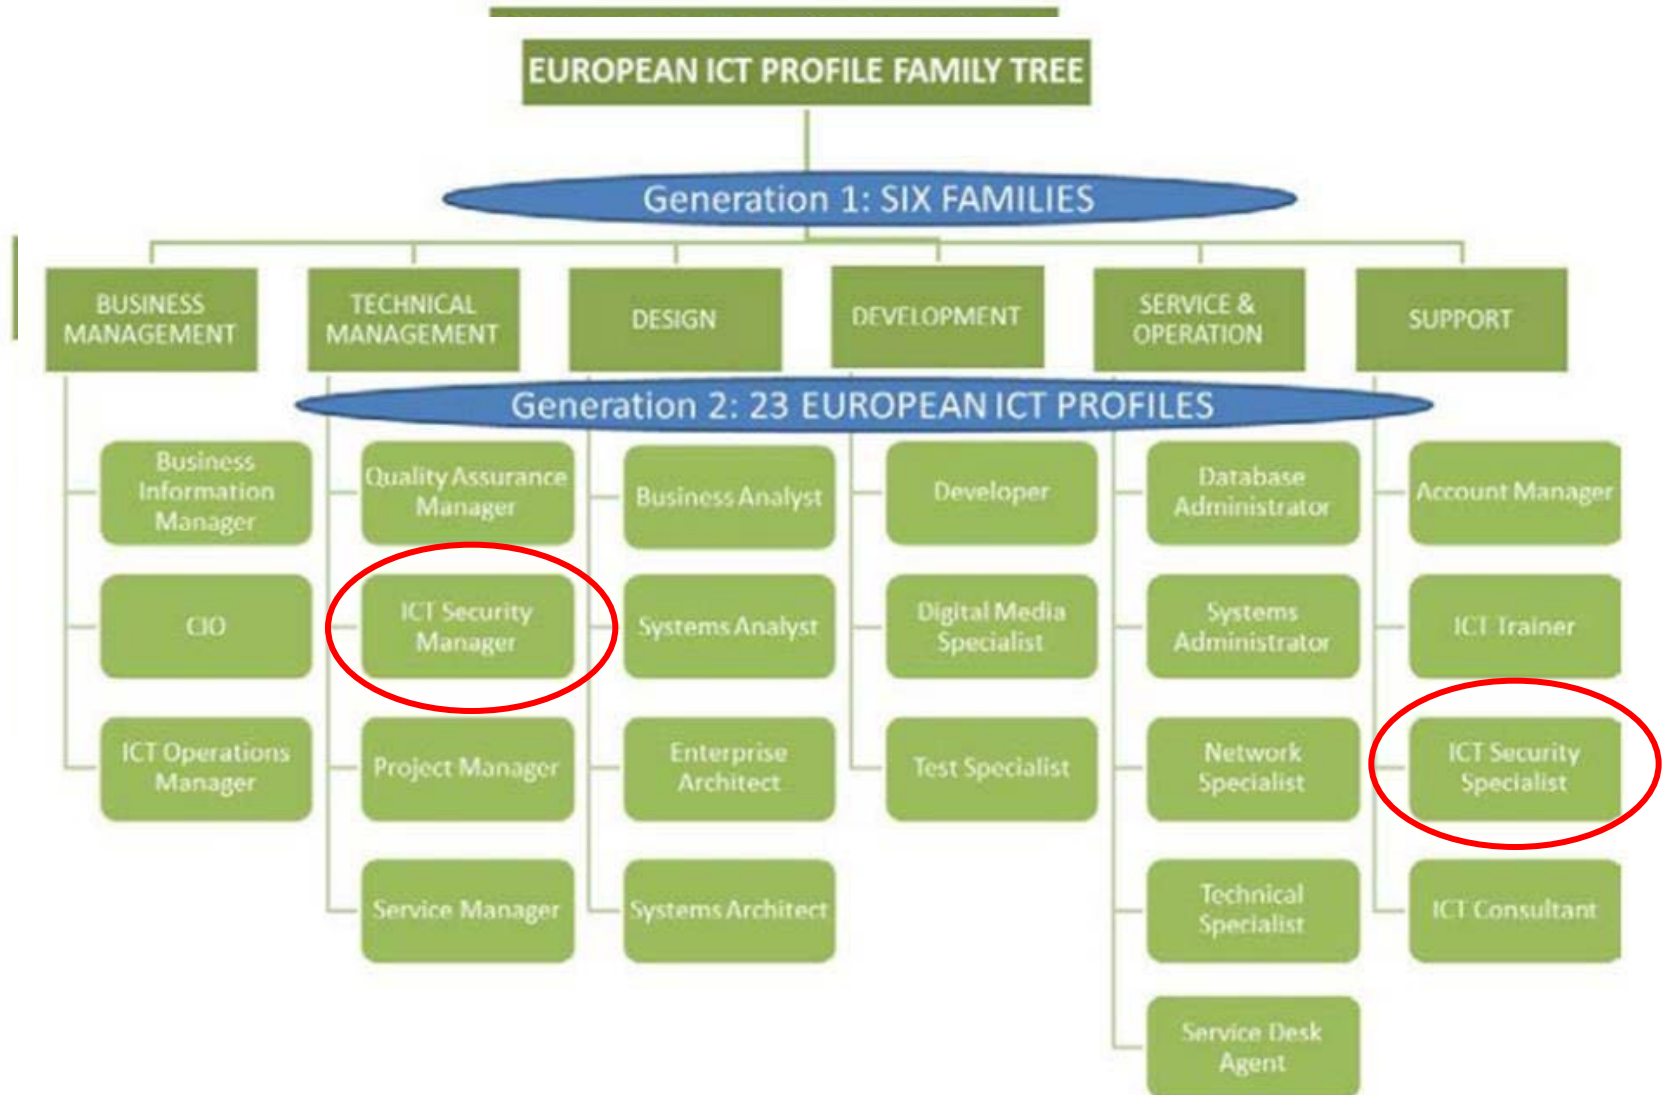 EUROPEAN ICT PROFILE FAMILY TREE
Generation 1: SIX FAMILIES
BUSINESS
MANAGEMENT
TECHNICAL
MANAGEMENT
DESIGN
DEVELOPMENT
SERVICE &
OPERATION
SUPPORT
Generation 2: 23 EUROPEAN ICT PROFILES
Business
Information
Manager
CIO
ICT Operations
Manager
Quality Assurance
Manager
ICT Security
Manager
Project Manager
Service Manager
Business Analyst
Systems Analyst
Enterprise
Architect
Systems Architect
Developer
Digital Media
Specialist
Test Specialist
Database
Administrator
Systems
Administrator
Network
Specialist
Technical
Specialist
Service Desk
Agent
Account Manager
ICT Trainer
ICT Security
Specialist
ICT Consultant